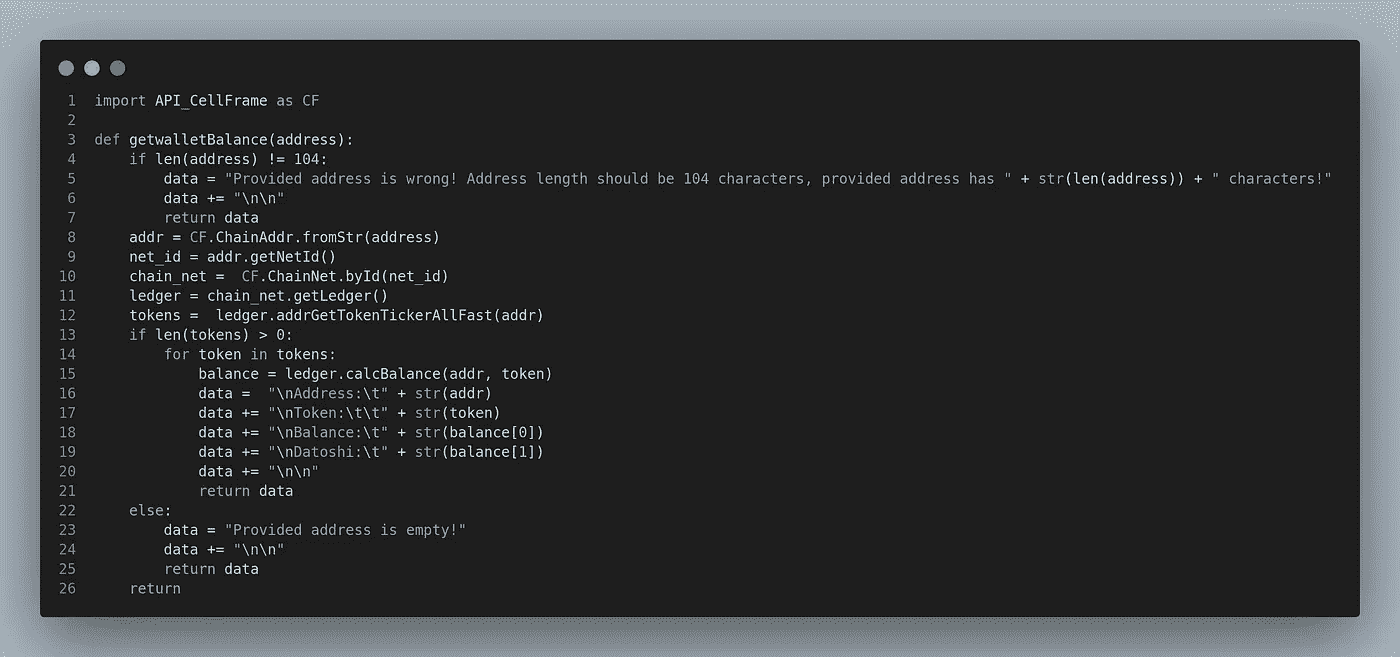 1 import API_CellFrame as CF
2
3 def getwalletBalance(address):
4     if len(address) != 104:
5         data = "Provided address is wrong! Address length should be 104 characters, provided address has " + str(len(address)) + " characters!"
6         data += "\n\n"
7         return data
8     addr = CF.ChainAddr.fromStr(address)
9     net_id = addr.getNetId()
10     chain_net =  CF.ChainNet.byId(net_id)
11     ledger = chain_net.getLedger()
12     tokens =  ledger.addrGetTokenTickerAllFast(addr)
13     if len(tokens) > 0:
14         for token in tokens:
15             balance = ledger.calcBalance(addr, token)
16             data =  "\nAddress:\t" + str(addr)
17             data += "\nToken:\t\t" + str(token)
18             data += "\nBalance:\t" + str(balance[0])
19             data += "\nDatoshi:\t" + str(balance[1])
20             data += "\n\n"
21             return data
22     else:
23         data = "Provided address is empty!"
24         data += "\n\n"
25         return data
26     return